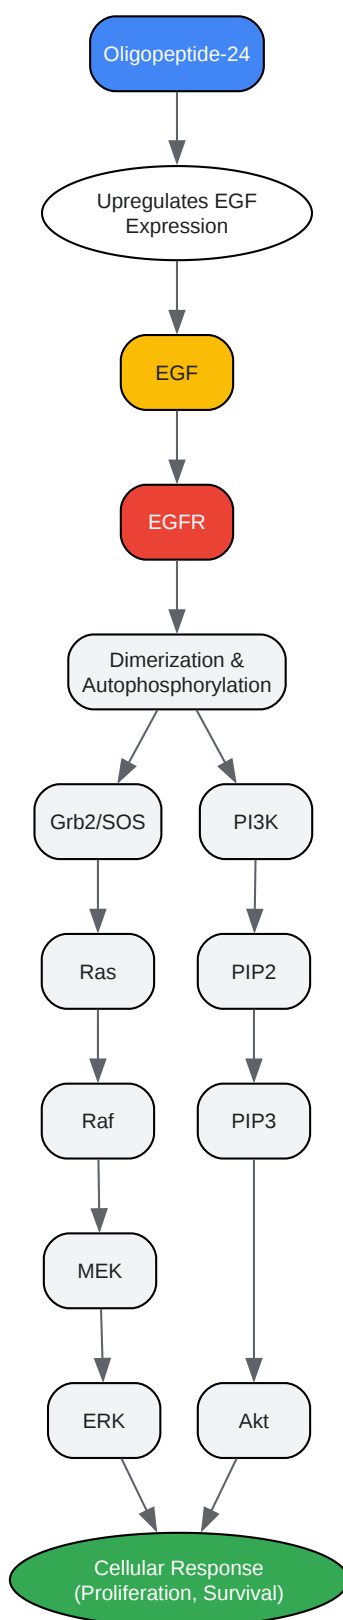 Oligopeptide-24
Upregulates EGF
Expression
EGF
EGFR
Dimerization &
Autophosphorylation
Grb2/SOS
PI3K
Ras
PIP2
Raf
PIP3
MEK
ERK
Akt
Cellular Response
(Proliferation, Survival)